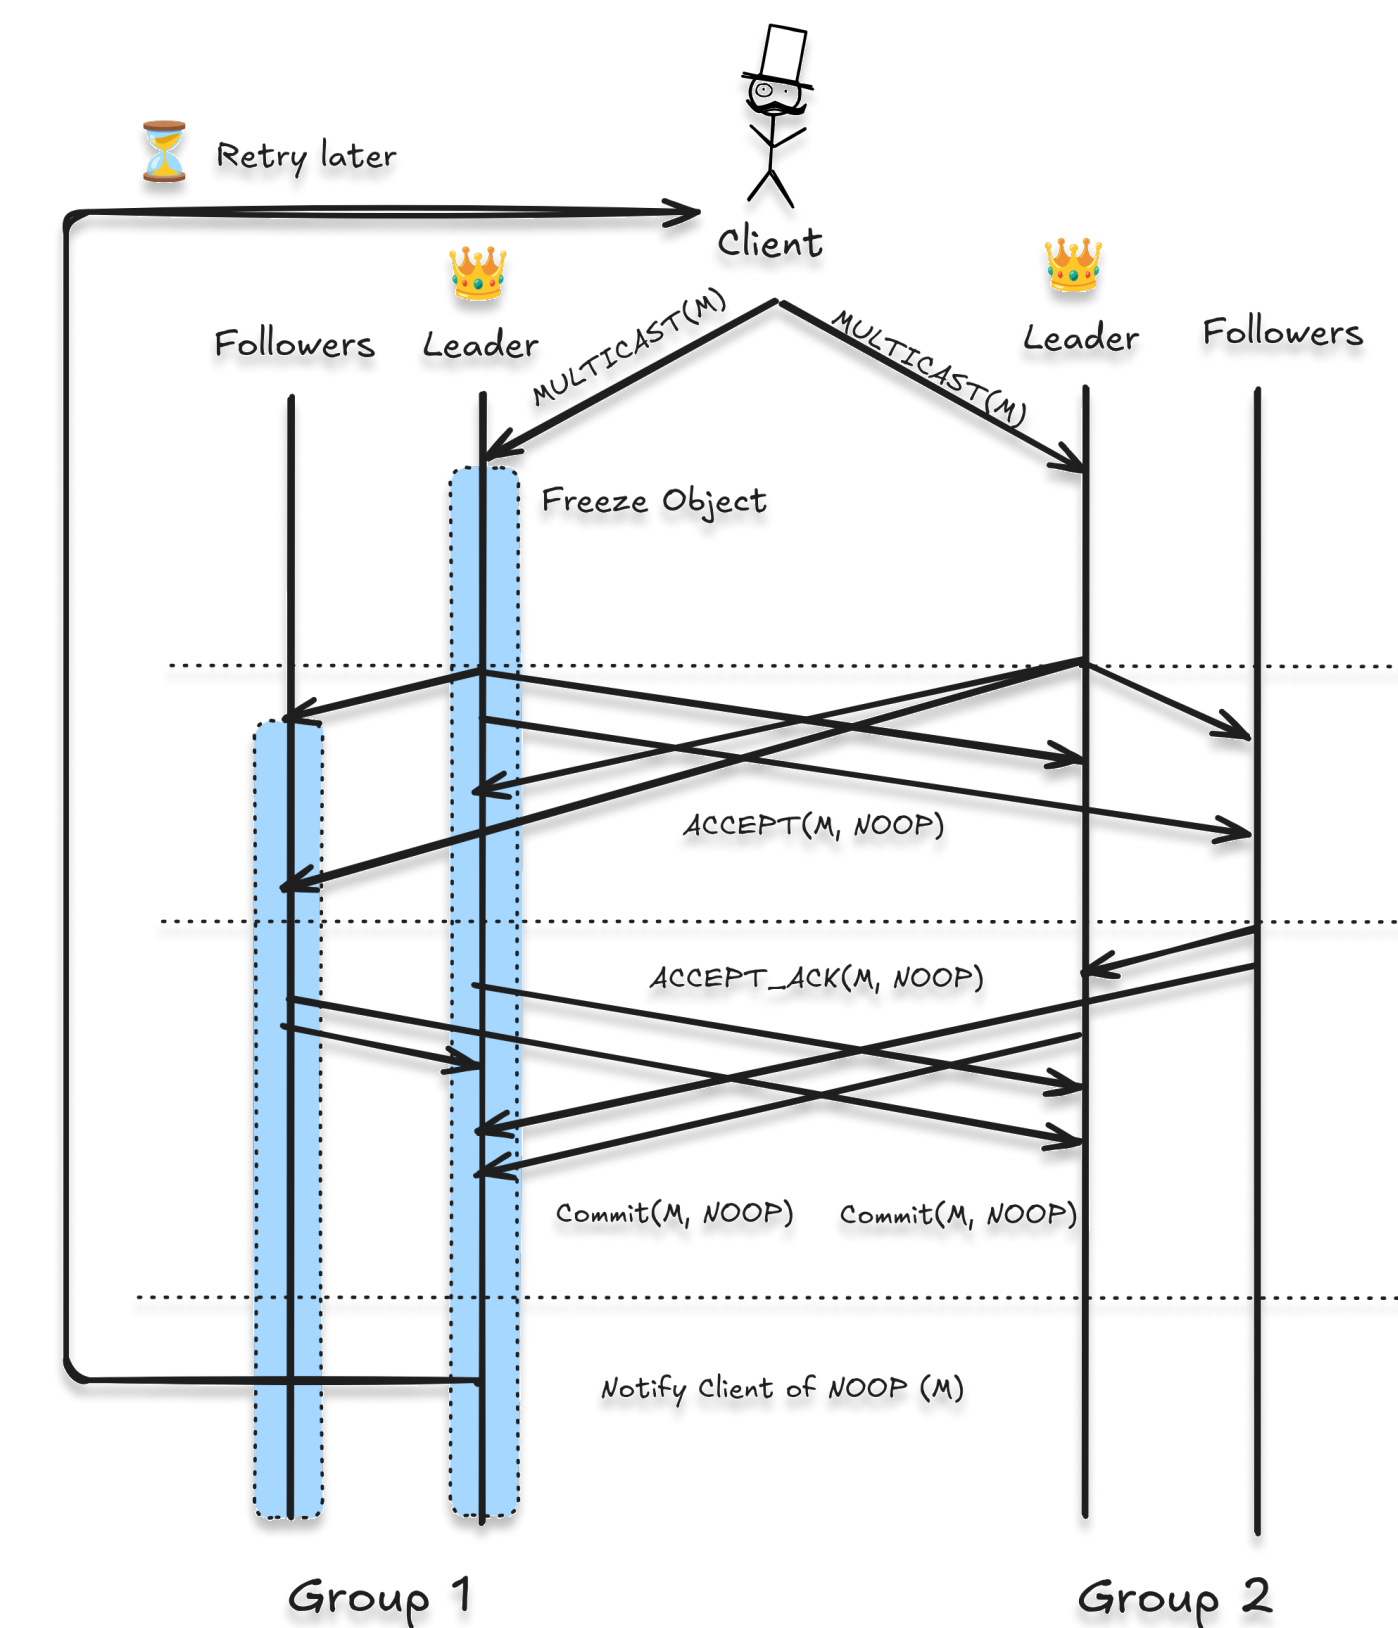 Retry later
Client
Followers
Leader
Leader
Followers
MULTICAST(M)
MULTICAST(M)
Freeze Object
ACCEPT(M, NOOP)
ACCEPT_ACK(M, NOOP)
Commit(M, NOOP)
Commit(M, NOOP)
Notify Client of NOOP (M)
Group 1
Group 2